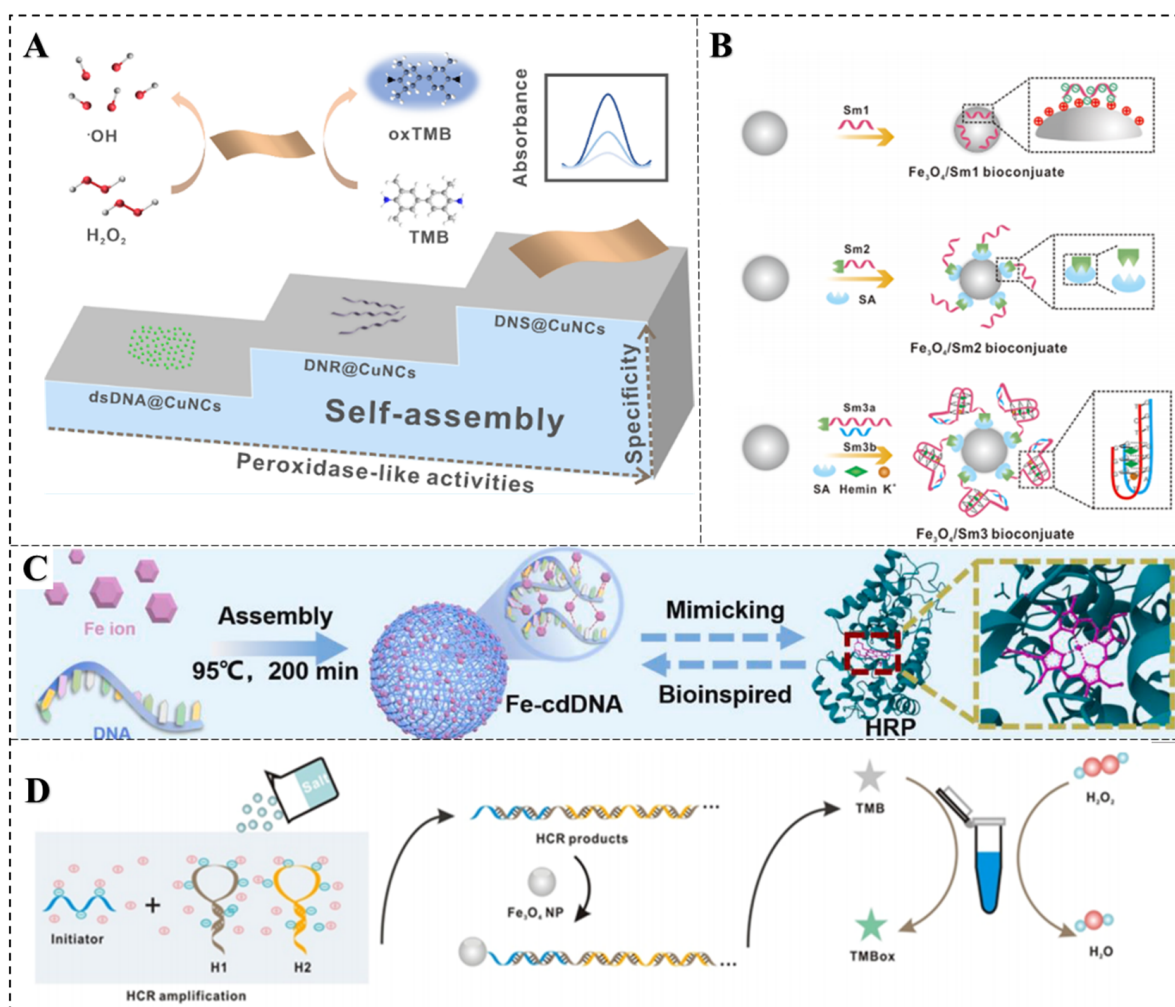 A
·OH
H₂O₂
oxTMB
TMB
Absorbance
dsDNA@CuNCs
DNR@CuNCs
DNS@CuNCs
Self-assembly
Specificity
Peroxidase-like activities
B
Sm1
Fe₃O₄/Sm1 bioconjuate
Sm2
SA
Fe₃O₄/Sm2 bioconjuate
Sm3a
Sm3b
SA Hemin K⁺
Fe₃O₄/Sm3 bioconjuate
C
Fe ion
DNA
Assembly
95℃, 200 min
Fe-cdDNA
Mimicking
Bioinspired
HRP
D
Salt
Initiator
+
H1
H2
HCR amplification
...
HCR products
Fe₃O₄ NP
...
TMB
TMBox
H₂O₂
H₂O